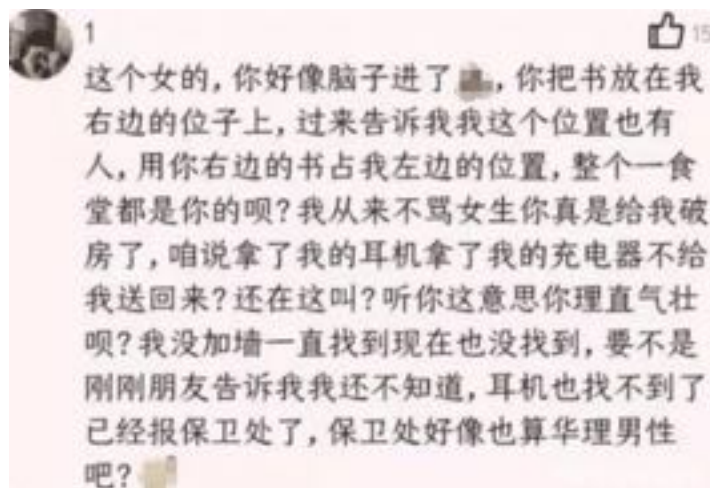 1
15
这个女的,你好像脑子进了,你把书放在我
右边的位子上,过来告诉我我这个位置也有
人,用你右边的书占我左边的位置,整个一食
堂都是你的呗?我从来不骂女生你真是给我破
房了,咱说拿了我的耳机拿了我的充电器不给
我送回来?还在这叫?听你这意思你理直气壮
呗?我没加墙一直找到现在也没找到,要不是
刚刚朋友告诉我我还不知道,耳机也找不到了
已经报保卫处了,保卫处好像也算华理男性
吧?